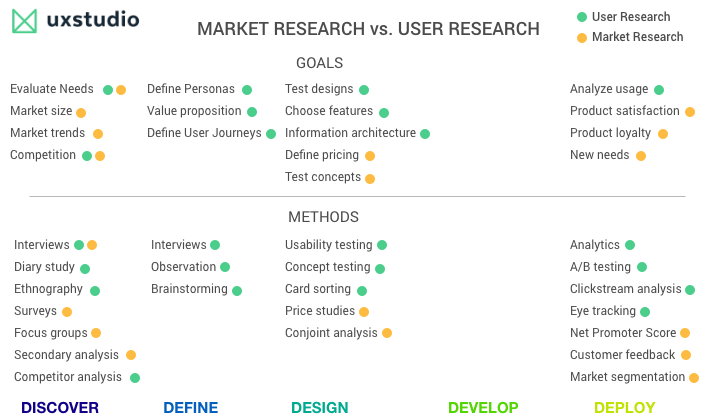 uxstudio
MARKET RESEARCH vs. USER RESEARCH
User Research
Market Research
GOALS
Evaluate Needs
Market size
Market trends
Competition
Define Personas
Value proposition
Define User Journeys
Test designs
Choose features
Information architecture
Define pricing
Test concepts
Analyze usage
Product satisfaction
Product loyalty
New needs
METHODS
Interviews
Diary study
Ethnography
Surveys
Focus groups
Secondary analysis
Competitor analysis
Interviews
Observation
Brainstorming
Usability testing
Concept testing
Card sorting
Price studies
Conjoint analysis
Analytics
A/B testing
Clickstream analysis
Eye tracking
Net Promoter Score
Customer feedback
Market segmentation
DISCOVER
DEFINE
DESIGN
DEVELOP
DEPLOY